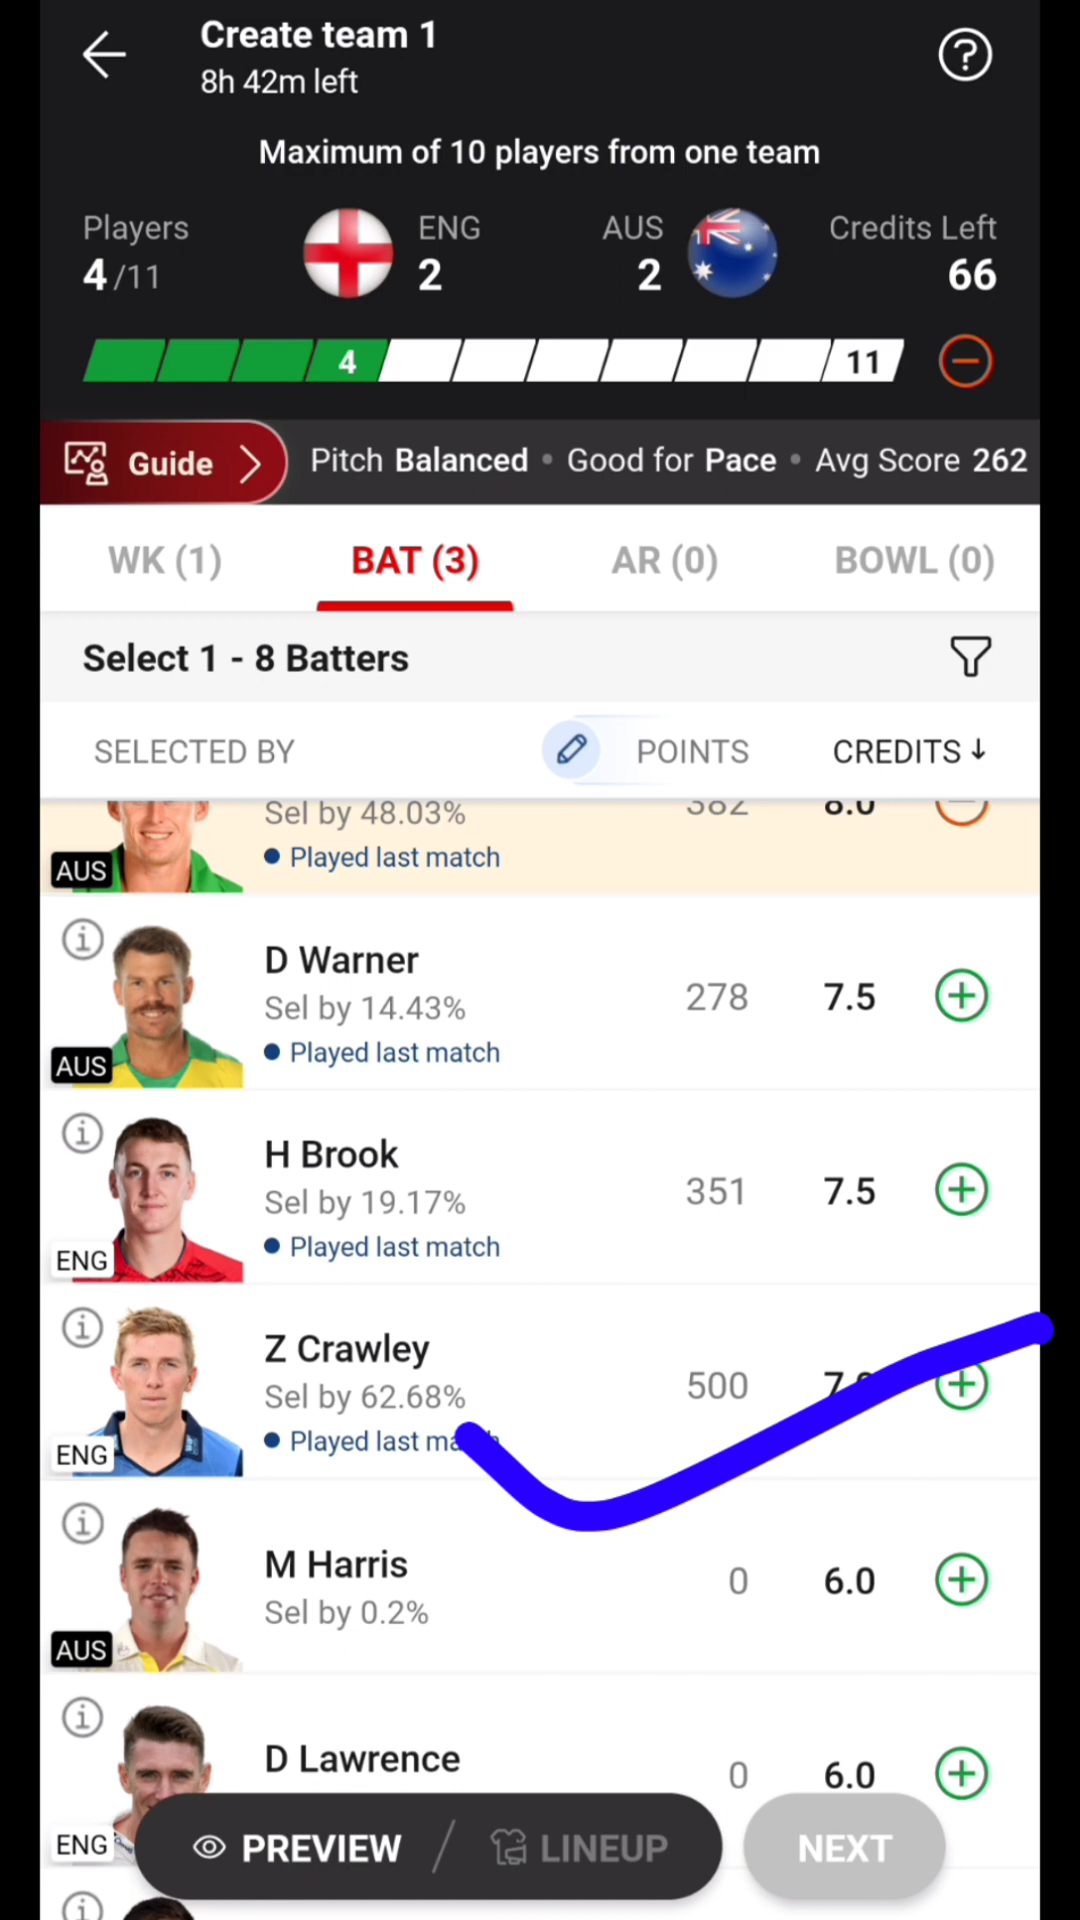 Create team 1
8h 42m left
Maximum of 10 players from one team
Players ENG AUS Credits Left
4 /11 2 2 66
4 11
Guide Pitch Balanced • Good for Pace • Avg Score 262
WK (1) BAT (3) AR (0) BOWL (0)
Select 1 - 8 Batters
SELECTED BY POINTS CREDITS ↓
Sel by 48.03% 382 8.0
• Played last match
AUS
D Warner
Sel by 14.43% 278 7.5
• Played last match
AUS
H Brook
Sel by 19.17% 351 7.5
• Played last match
ENG
Z Crawley
Sel by 62.68% 500
• Played last
ENG
M Harris
Sel by 0.2% 0 6.0
AUS
D Lawrence
0 6.0
ENG
PREVIEW / LINEUP NEXT